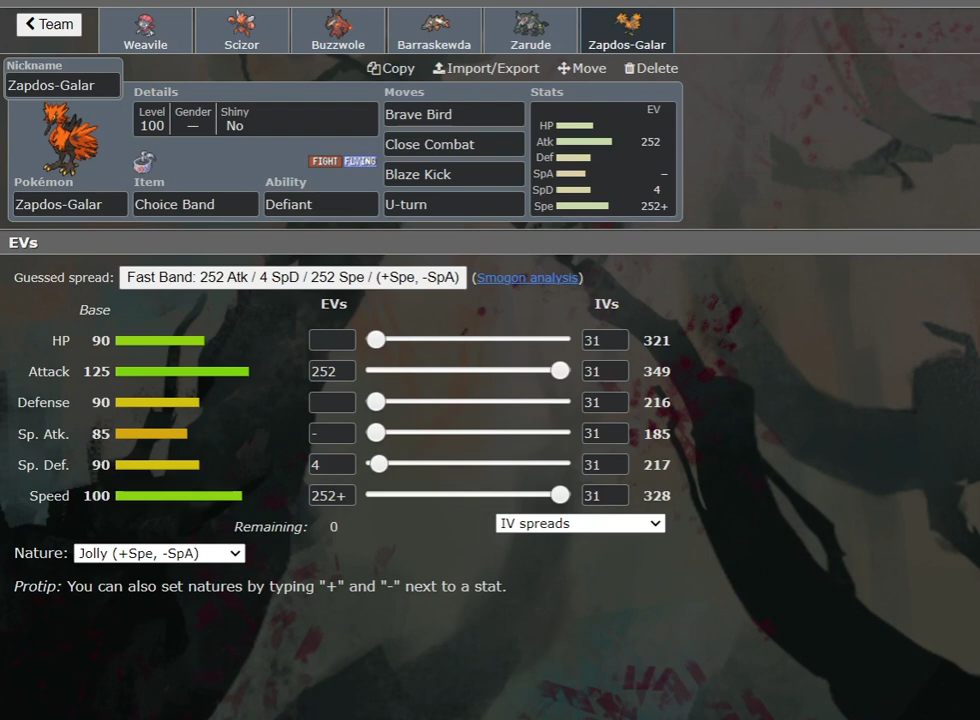 Team
Weavile
Scizor
Buzzwole
Barraskewda
Zarude
Zapdos-Galar
Nickname
Zapdos-Galar
Copy Import/Export Move Delete
Details Moves Stats
Level Gender Shiny
100 — No
Brave Bird
EV
HP
Atk 252
Close Combat
Def
FIGHT FLYING
Blaze Kick
SpA –
SpD 4
Pokémon Item Ability
Zapdos-Galar Choice Band Defiant U-turn
Spe 252+
EVs
Guessed spread: Fast Band: 252 Atk / 4 SpD / 252 Spe / (+Spe, -SpA) (Smogon analysis)
Base EVs IVs
HP 90 31 321
Attack 125 252 31 349
Defense 90 31 216
Sp. Atk. 85 - 31 185
Sp. Def. 90 4 31 217
Speed 100 252+ 31 328
Remaining: 0 IV spreads
Nature: Jolly (+Spe, -SpA)
Protip: You can also set natures by typing "+" and "-" next to a stat.